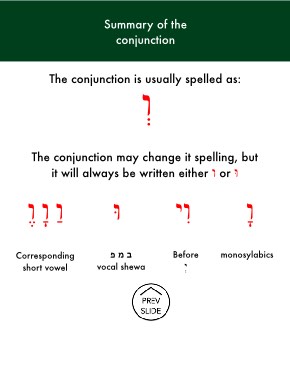 Summary of the
conjunction
The conjunction is usually spelled as:
וְ
The conjunction may change it spelling, but
it will always be written either ו or ו
וַ וָ וֶ
וּ
וִי
וָ
Corresponding
short vowel
ב מ פ
vocal shewa
Before
יְ
monosylabics
PREV
SLIDE